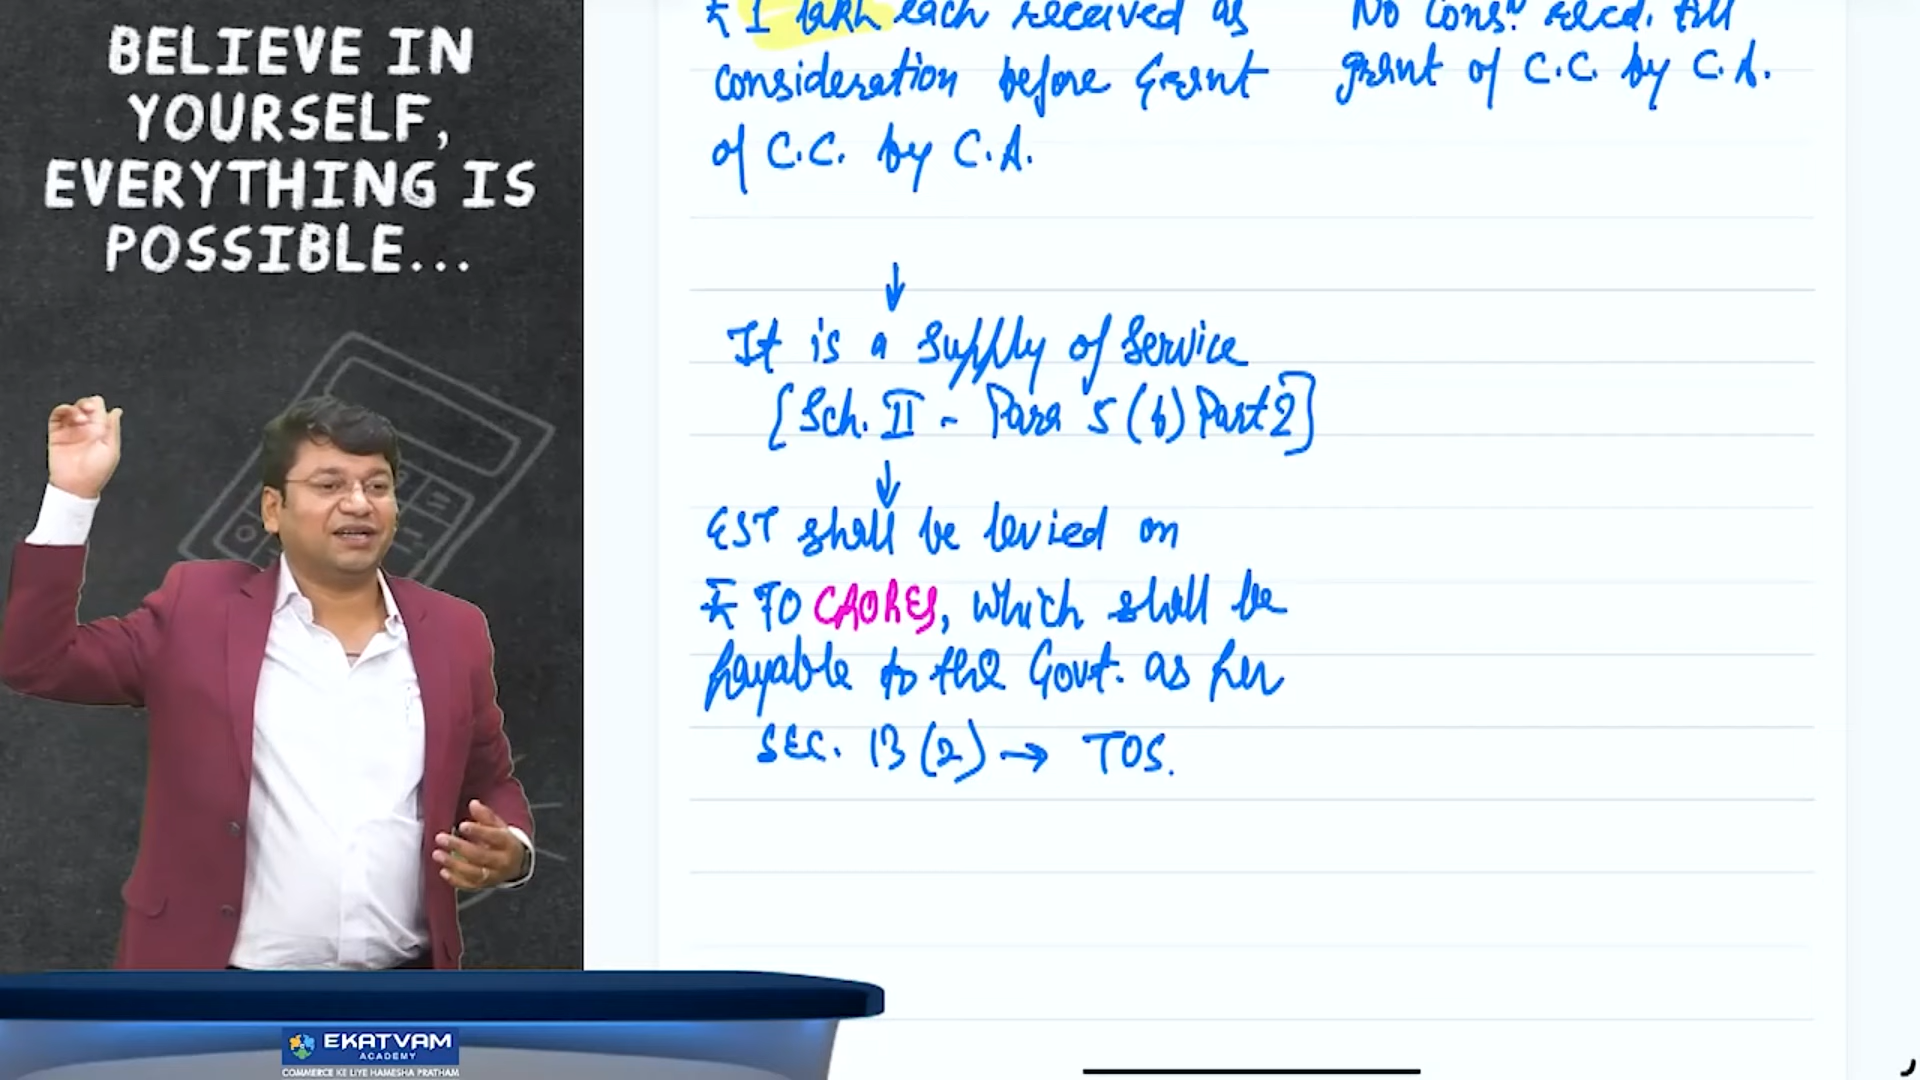 BELIEVE IN
YOURSELF,
EVERYTHING IS
POSSIBLE...
₹ 1 lakh each received as
consideration before Grant
of C.C. by C.A.
No Consn. recd. till
grant of C.C. by C.A.
↓
It is a Supply of Service
[Sch. II - Para 5(b) Part 2]
↓
GST shall be levied on
₹ 70 CRORES, which shall be
payable to the Govt. as per
SEC. 13(2) → TOS.
EKATVAM
ACADEMY
COMMERCE KE LIYE HAMESHA PRATHAM